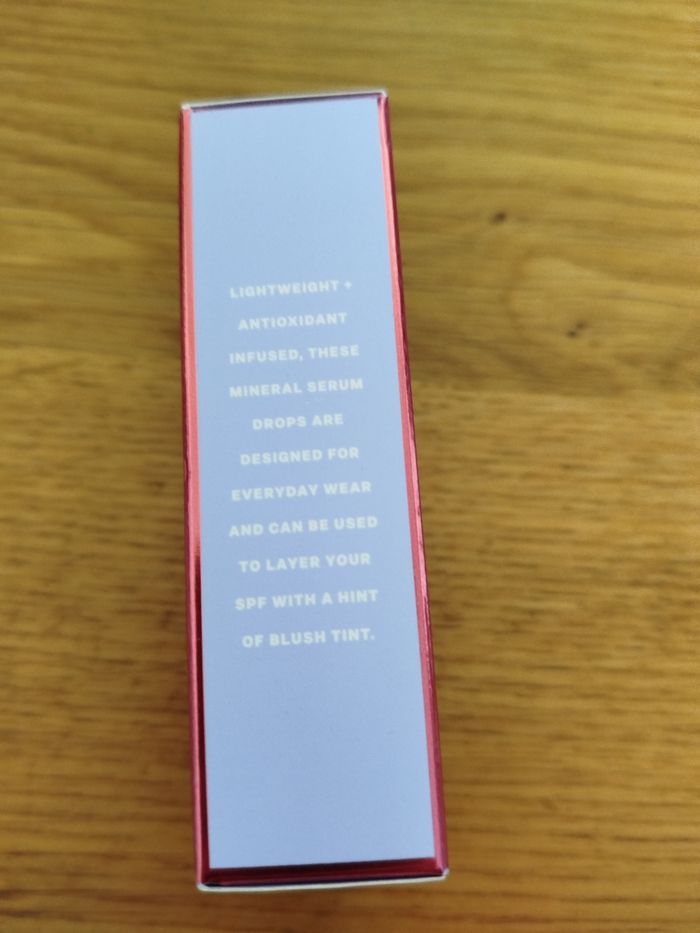 LIGHTWEIGHT +
ANTIOXIDANT
INFUSED, THESE
MINERAL SERUM
DROPS ARE
DESIGNED FOR
EVERYDAY WEAR
AND CAN BE USED
TO LAYER YOUR
SPF WITH A HINT
OF BLUSH TINT.